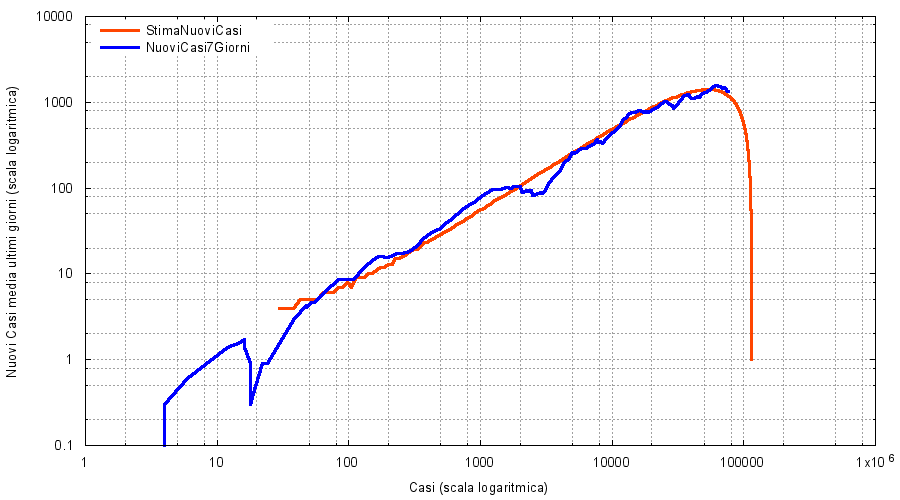 10000
StimaNuoviCasi
NuoviCasi7Giorni
1000
100
10
1
0.1
Nuovi Casi media ultimi giorni (scala logaritmica)
1 10 100 1000 10000 100000 1x10 6
Casi (scala logaritmica)